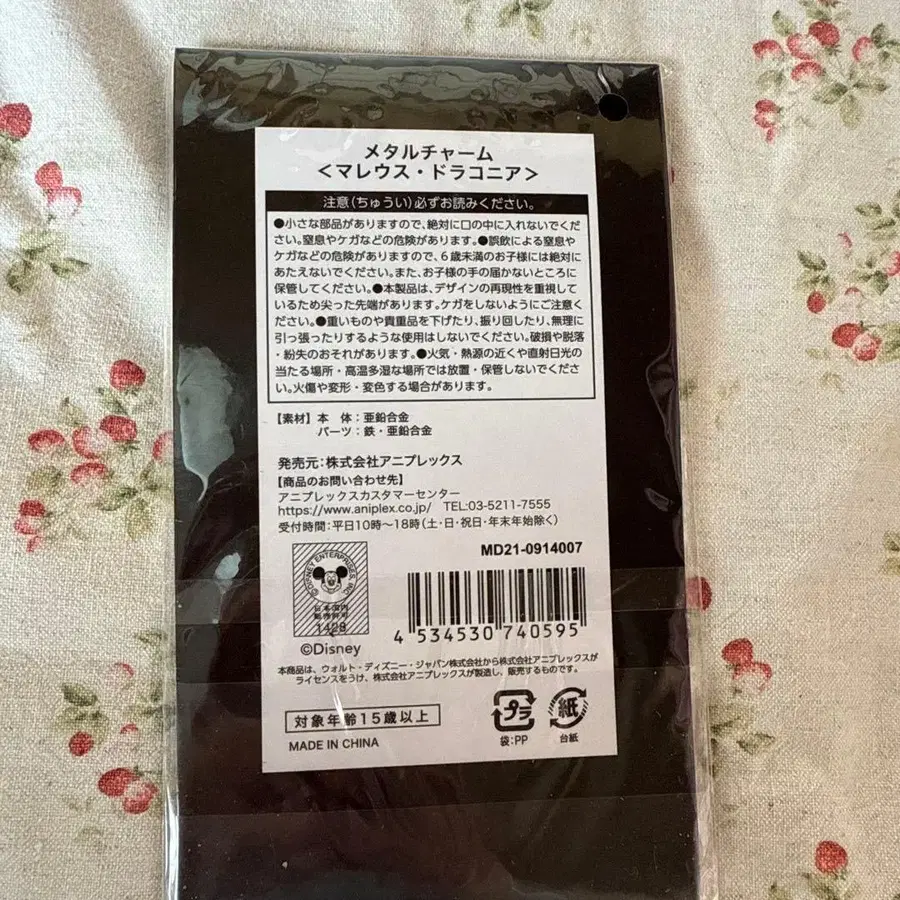 メタルチャーム
＜マレウス・ドラコニア＞
注意(ちゅうい)必ずお読みください。
●小さな部品がありますので、絶対に口の中に入れないでくだ
さい。窒息やケガなどの危険があります。●誤飲による窒息や
ケガなどの危険がありますので、6歳未満のお子様には絶対に
あたえないでください。また、お子様の手の届かないところに
保管してください。●本製品は、デザインの再現性を重視して
いるため尖った先端があります。ケガをしないようにご注意く
ださい。●重いものや貴重品を下げたり、振り回したり、無理に
引っ張ったりするような使用はしないでください。破損や脱落
・紛失のおそれがあります。●火気・熱源の近くや直射日光の
当たる場所・高温多湿な場所では放置・保管しないでくださ
い。火傷や変形・変色する場合があります。
【素材】本 体：亜鉛合金
パーツ：鉄・亜鉛合金
発売元：株式会社アニプレックス
【商品のお問い合わせ先】
アニプレックスカスタマーセンター
https://www.aniplex.co.jp/ TEL:03-5211-7555
受付時間：平日10時～18時(土・日・祝日・年末年始除く)
MD21-0914007
©DISNEY ENTERPRISES, INC.
日本国内
販売許可
1428
4 534530 740595
©Disney
本商品は、ウォルト・ディズニー・ジャパン株式会社から株式会社アニプレックスが
ライセンスをうけ、株式会社アニプレックスが製造し、販売するものです。
対象年齢15歳以上
プラ
紙
袋:PP
台紙
MADE IN CHINA